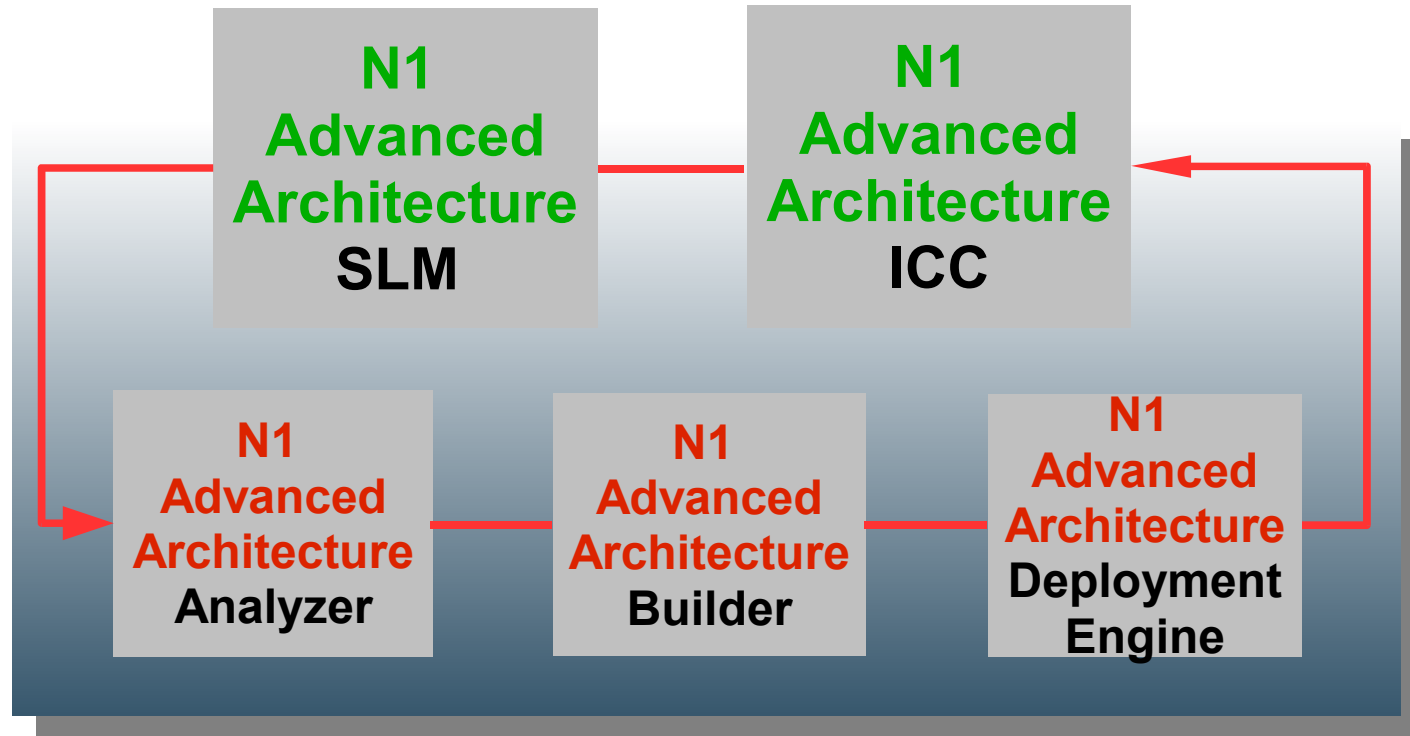 N1
Advanced
Architecture
SLM
N1
Advanced
Architecture
ICC
N1
Advanced
Architecture
Analyzer
N1
Advanced
Architecture
Builder
N1
Advanced
Architecture
Deployment
Engine